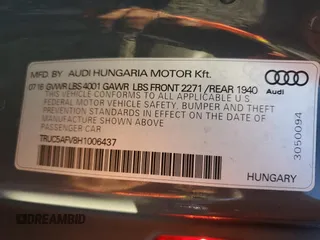 MFD. BY AUDI HUNGARIA MOTOR Kft.
07/16 GVWR LBS 4001 GAWR LBS FRONT 2271 /REAR 1940
THIS VEHICLE CONFORMS TO ALL APPLICABLE U.S.
FEDERAL MOTOR VEHICLE SAFETY, BUMPER AND THEFT
PREVENTION STANDARDS IN EFFECT ON THE
DATE OF MANUFACTURE SHOWN ABOVE.
PASSENGER CAR
TRUC5AFV8H1006437
Audi
3050094
HUNGARY
DREAMBID